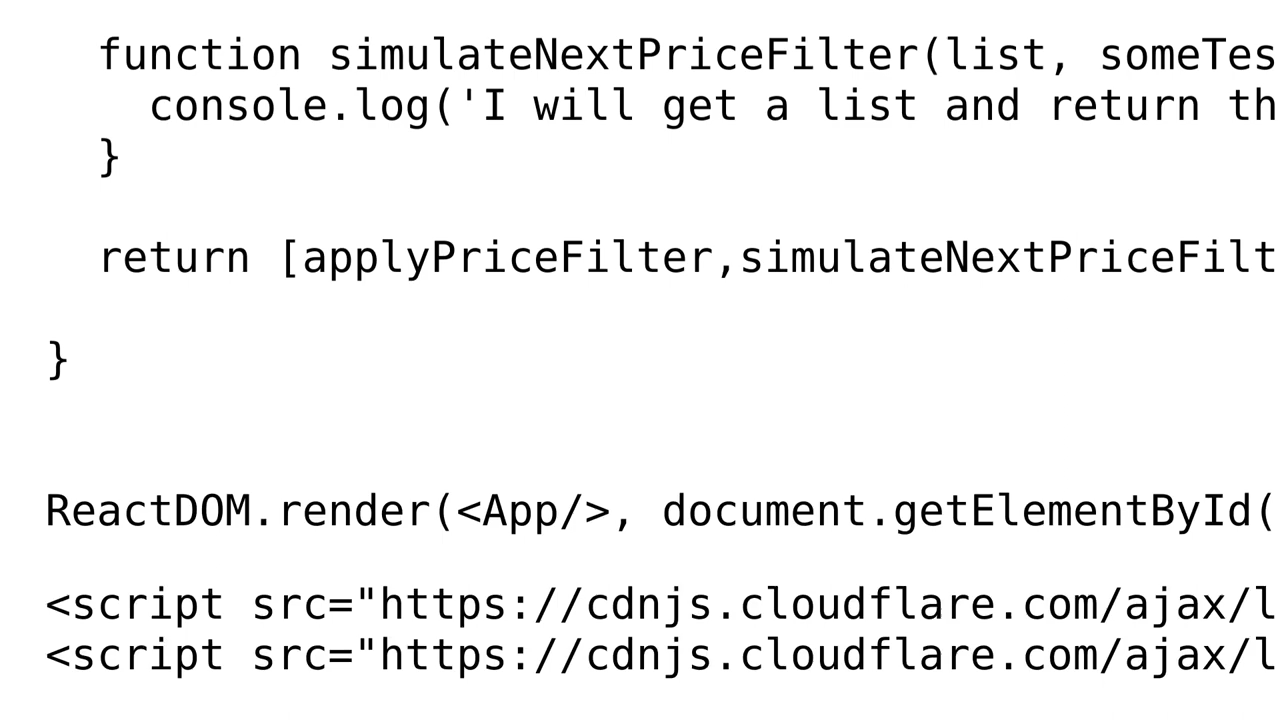 function simulateNextPriceFilter(list, someTes
console.log('I will get a list and return th
}
return [applyPriceFilter,simulateNextPriceFilt
}
ReactDOM.render(<App/>, document.getElementById(
<script src="https://cdnjs.cloudflare.com/ajax/l
<script src="https://cdnjs.cloudflare.com/ajax/l